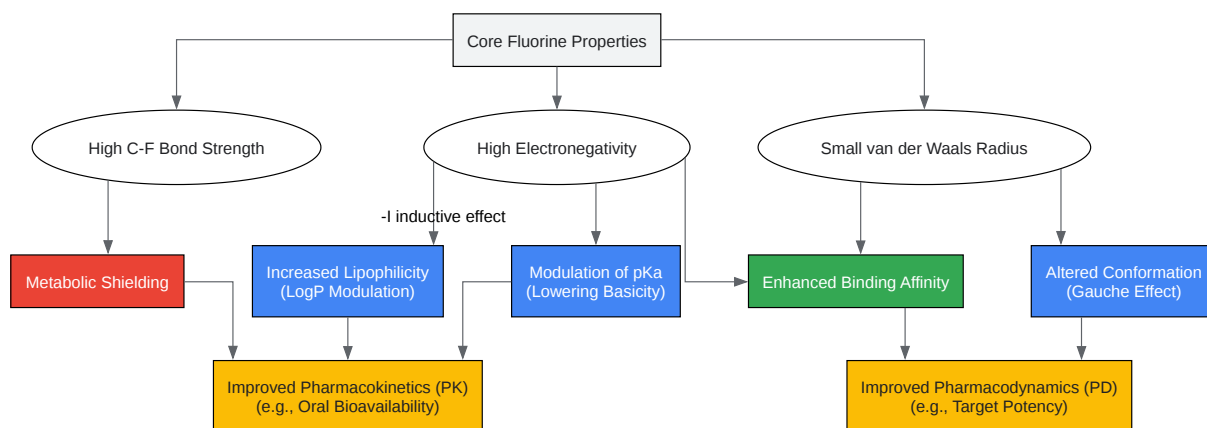 Core Fluorine Properties
High C-F Bond Strength
High Electronegativity
Small van der Waals Radius
-I inductive effect
Metabolic Shielding
Increased Lipophilicity
(LogP Modulation)
Modulation of pKa
(Lowering Basicity)
Enhanced Binding Affinity
Altered Conformation
(Gauche Effect)
Improved Pharmacokinetics (PK)
(e.g., Oral Bioavailability)
Improved Pharmacodynamics (PD)
(e.g., Target Potency)